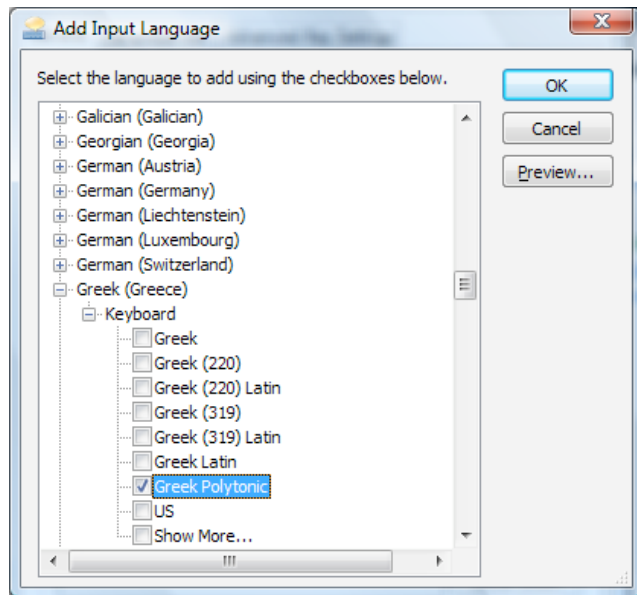 Add Input Language
Select the language to add using the checkboxes below.
OK
Cancel
Preview...
Galician (Galician)
Georgian (Georgia)
German (Austria)
German (Germany)
German (Liechtenstein)
German (Luxembourg)
German (Switzerland)
Greek (Greece)
Keyboard
Greek
Greek (220)
Greek (220) Latin
Greek (319)
Greek (319) Latin
Greek Latin
Greek Polytonic
US
Show More...